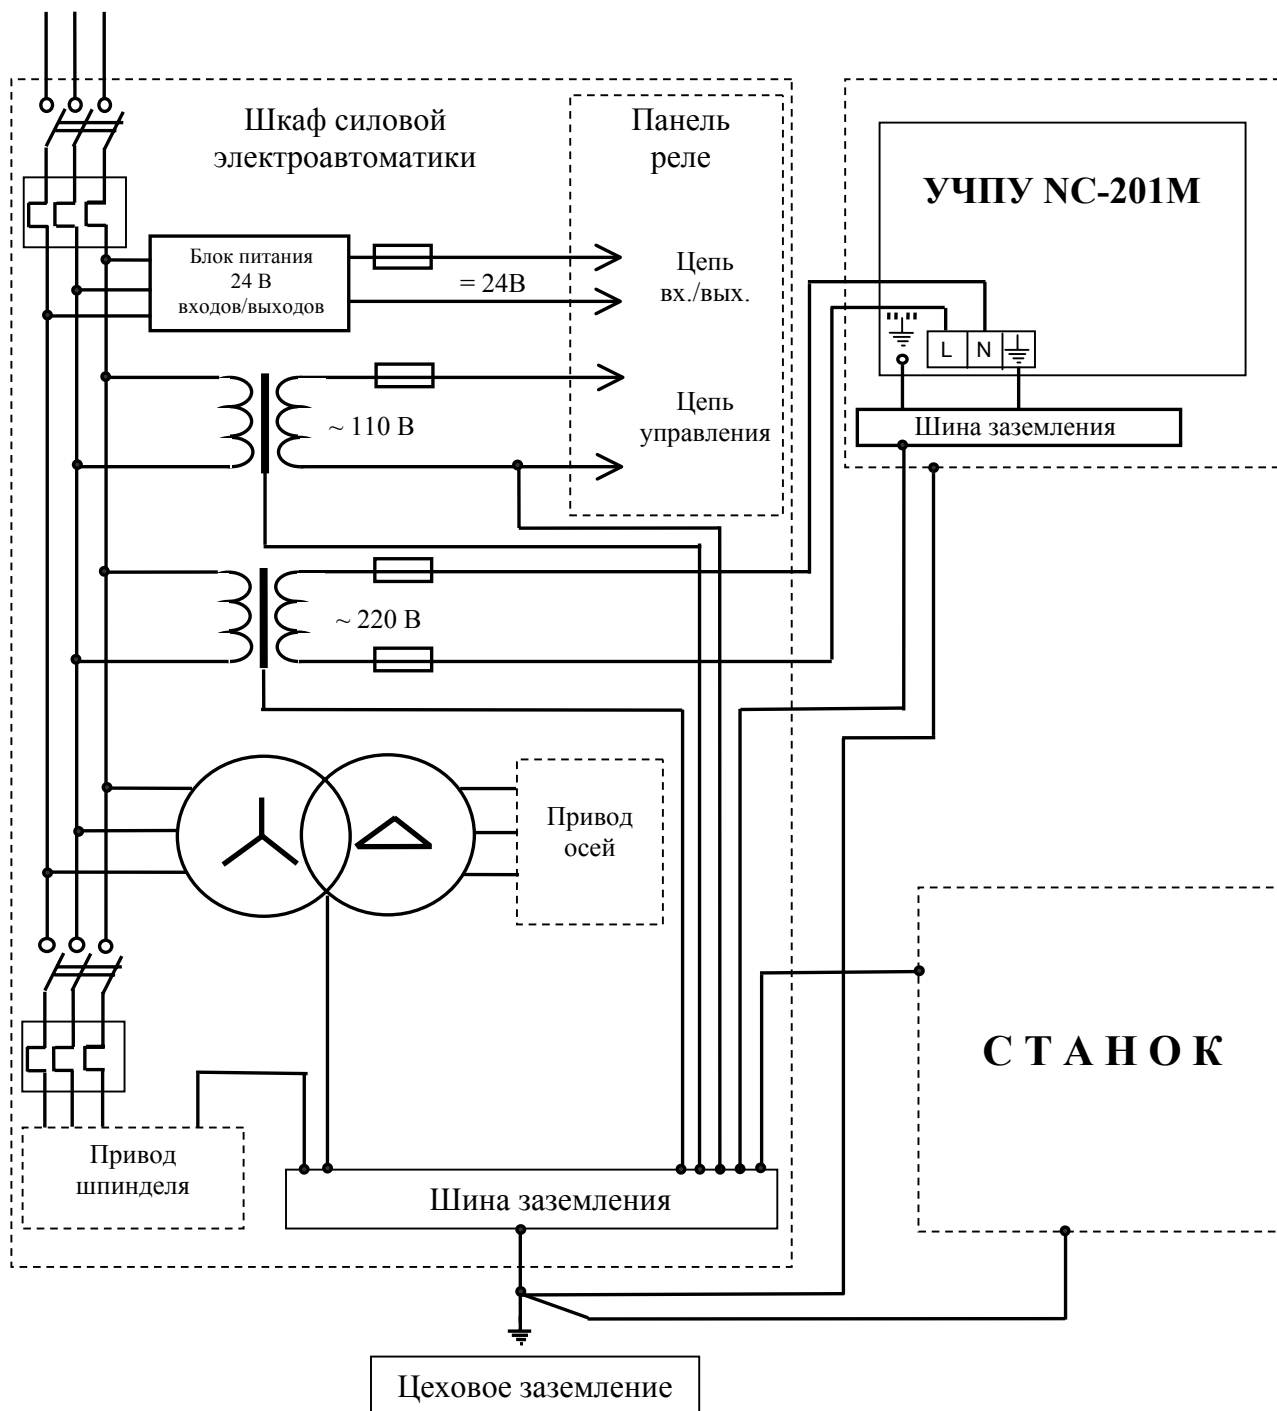 Шкаф силовой
электроавтоматики
Панель
реле
УЧПУ NC-201М
Блок питания
24 В
входов/выходов
= 24В
Цепь
вх./вых.
L N
~ 110 В
Цепь
управления
Шина заземления
~ 220 В
Привод
осей
С Т А Н О К
Привод
шпинделя
Шина заземления
Цеховое заземление